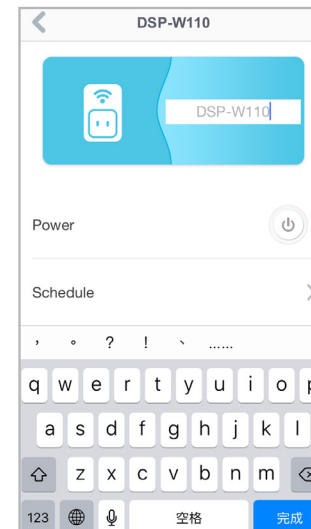 DSP-W110
DSP-W110
Power
Schedule
， 。 ? ! 、 ……
q w e r t y u i o p
a s d f g h j k l
z x c v b n m
123 空格 完成